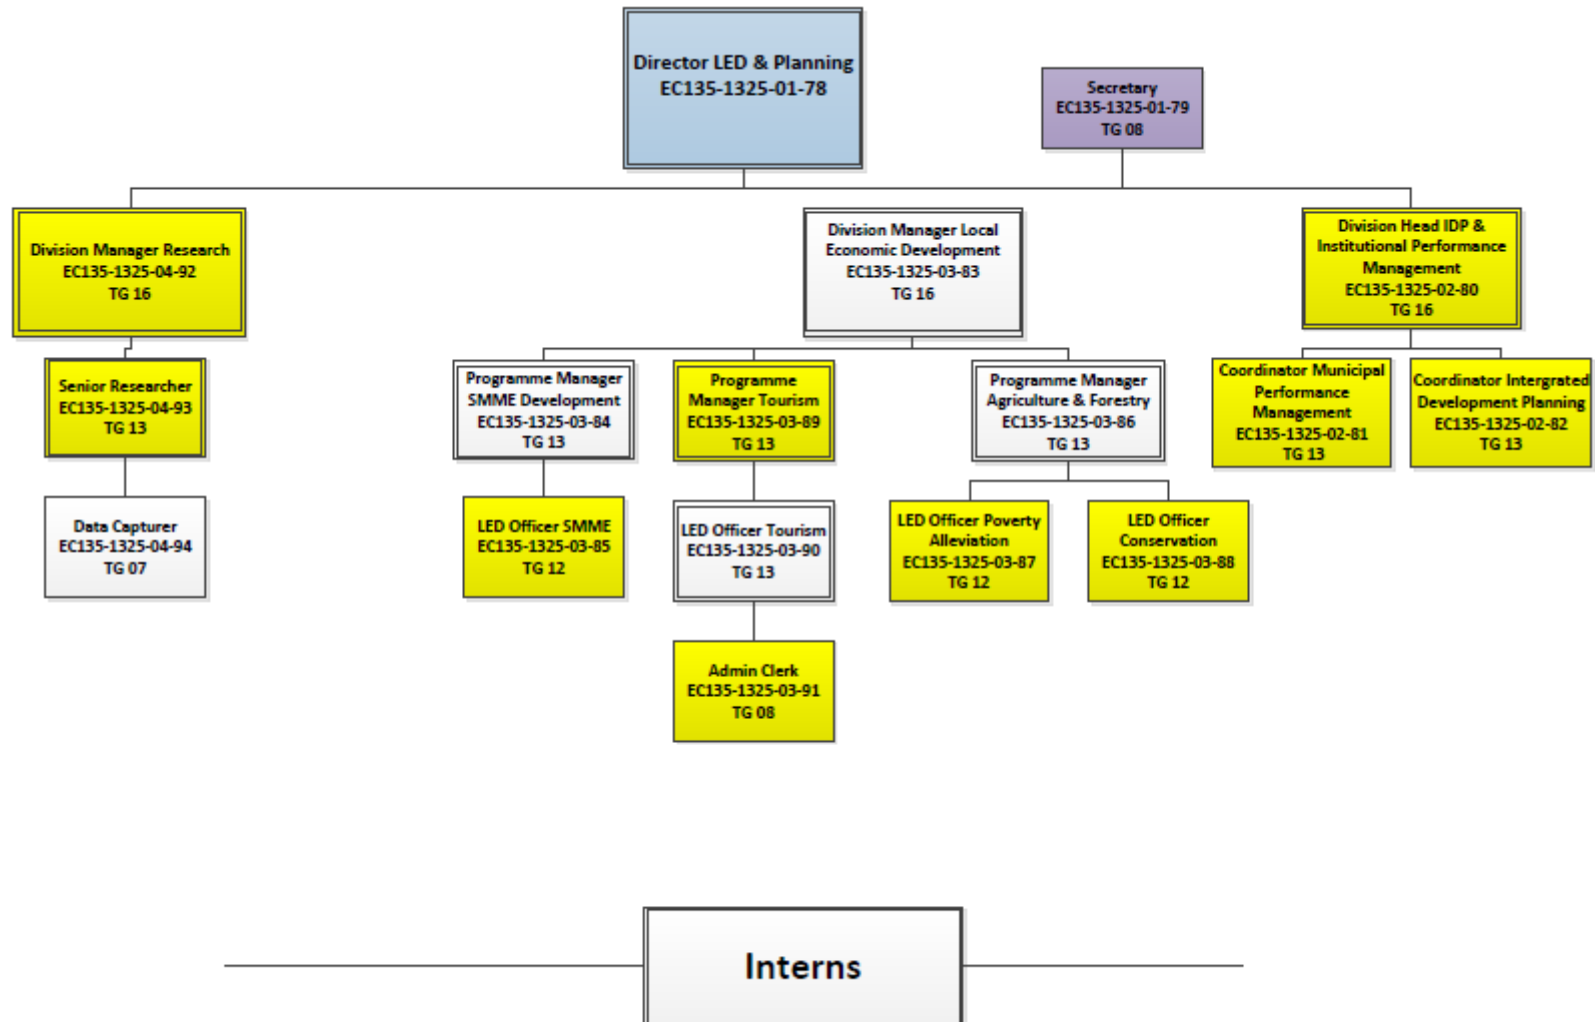 Director LED & Planning
EC135-1325-01-78
Secretary
EC135-1325-01-79
TG 08
Division Manager Research
EC135-1325-04-92
TG 16
Division Manager Local
Economic Development
EC135-1325-03-83
TG 16
Division Head IDP &
Institutional Performance
Management
EC135-1325-02-80
TG 16
Senior Researcher
EC135-1325-04-93
TG 13
Programme Manager
SMME Development
EC135-1325-03-84
TG 13
Programme
Manager Tourism
EC135-1325-03-89
TG 13
Programme Manager
Agriculture & Forestry
EC135-1325-03-86
TG 13
Coordinator Municipal
Performance
Management
EC135-1325-02-81
TG 13
Coordinator Intergrated
Development Planning
EC135-1325-02-82
TG 13
Data Capturer
EC135-1325-04-94
TG 07
LED Officer SMME
EC135-1325-03-85
TG 12
LED Officer Tourism
EC135-1325-03-90
TG 13
LED Officer Poverty
Alleviation
EC135-1325-03-87
TG 12
LED Officer
Conservation
EC135-1325-03-88
TG 12
Admin Clerk
EC135-1325-03-91
TG 08
Interns